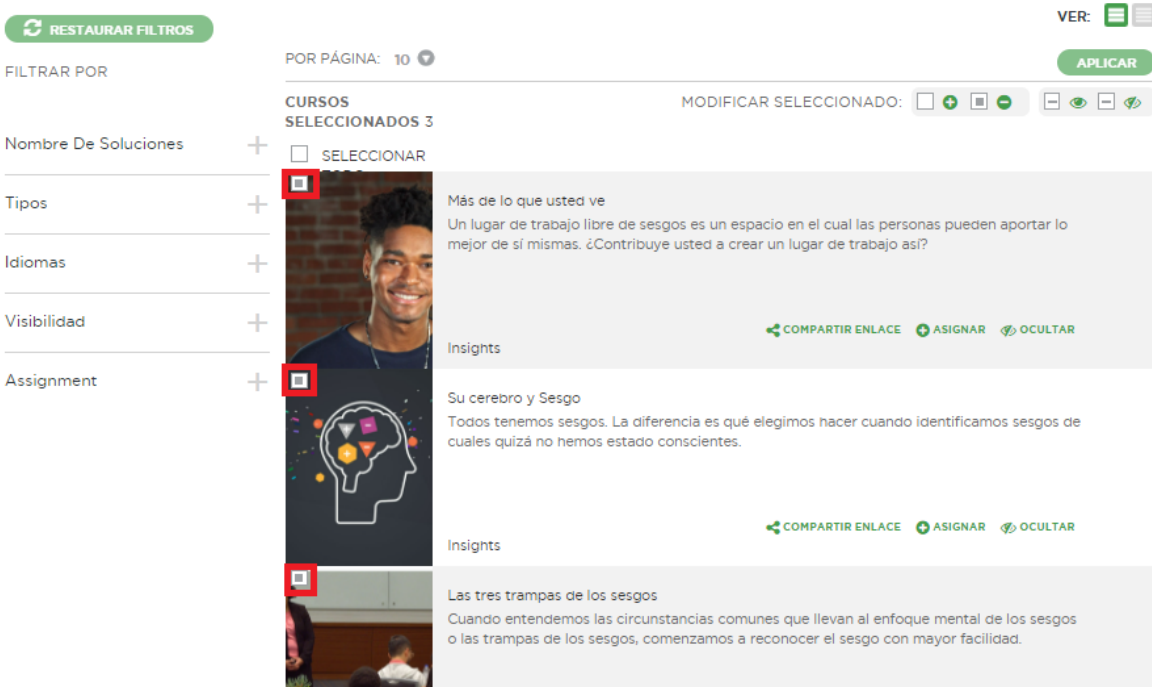 VER:
RESTAURAR FILTROS
POR PÁGINA: 10
APLICAR
FILTRAR POR
CURSOS
SELECCIONADOS 3
MODIFICAR SELECCIONADO:
SELECCIONAR
Nombre De Soluciones
Tipos
Idiomas
Visibilidad
Assignment
Más de lo que usted ve
Un lugar de trabajo libre de sesgos es un espacio en el cual las personas pueden aportar lo
mejor de sí mismas. ¿Contribuye usted a crear un lugar de trabajo así?
COMPARTIR ENLACE ASIGNAR OCULTAR
Insights
Su cerebro y Sesgo
Todos tenemos sesgos. La diferencia es qué elegimos hacer cuando identificamos sesgos de
cuales quizá no hemos estado conscientes.
COMPARTIR ENLACE ASIGNAR OCULTAR
Insights
Las tres trampas de los sesgos
Cuando entendemos las circunstancias comunes que llevan al enfoque mental de los sesgos
o las trampas de los sesgos, comenzamos a reconocer el sesgo con mayor facilidad.